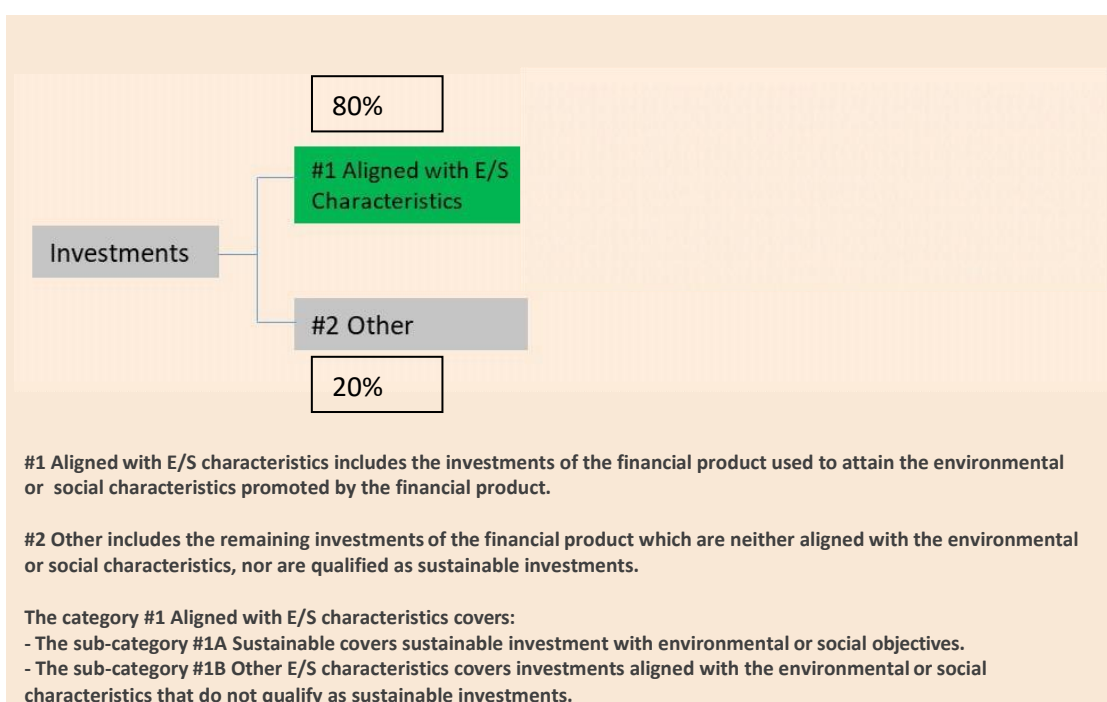 80%
#1 Aligned with E/S
Characteristics
Investments
#2 Other
20%
#1 Aligned with E/S characteristics includes the investments of the financial product used to attain the environmental
or social characteristics promoted by the financial product.
#2 Other includes the remaining investments of the financial product which are neither aligned with the environmental
or social characteristics, nor are qualified as sustainable investments.
The category #1 Aligned with E/S characteristics covers:
- The sub-category #1A Sustainable covers sustainable investment with environmental or social objectives.
- The sub-category #1B Other E/S characteristics covers investments aligned with the environmental or social
characteristics that do not qualify as sustainable investments.